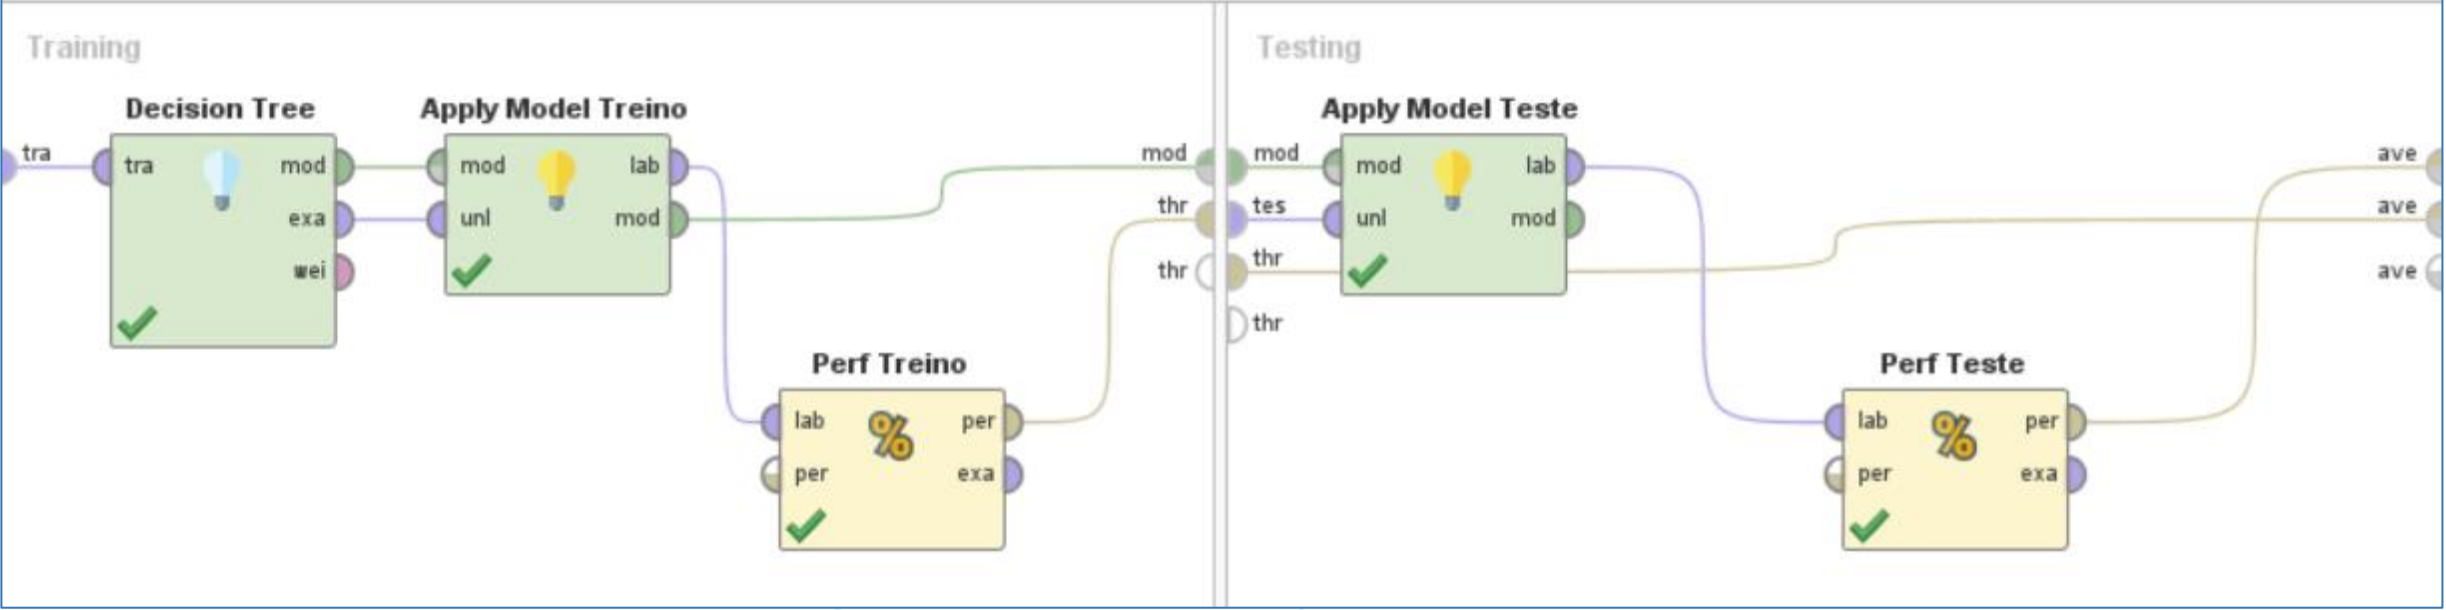 Training
Testing
Decision Tree
Apply Model Treino
Apply Model Teste
tra
tra
mod
exa
wei
mod
unl
lab
mod
mod
thr
thr
mod
tes
thr
thr
mod
unl
lab
mod
ave
ave
ave
Perf Treino
lab
per
%
per
exa
Perf Teste
lab
per
%
per
exa